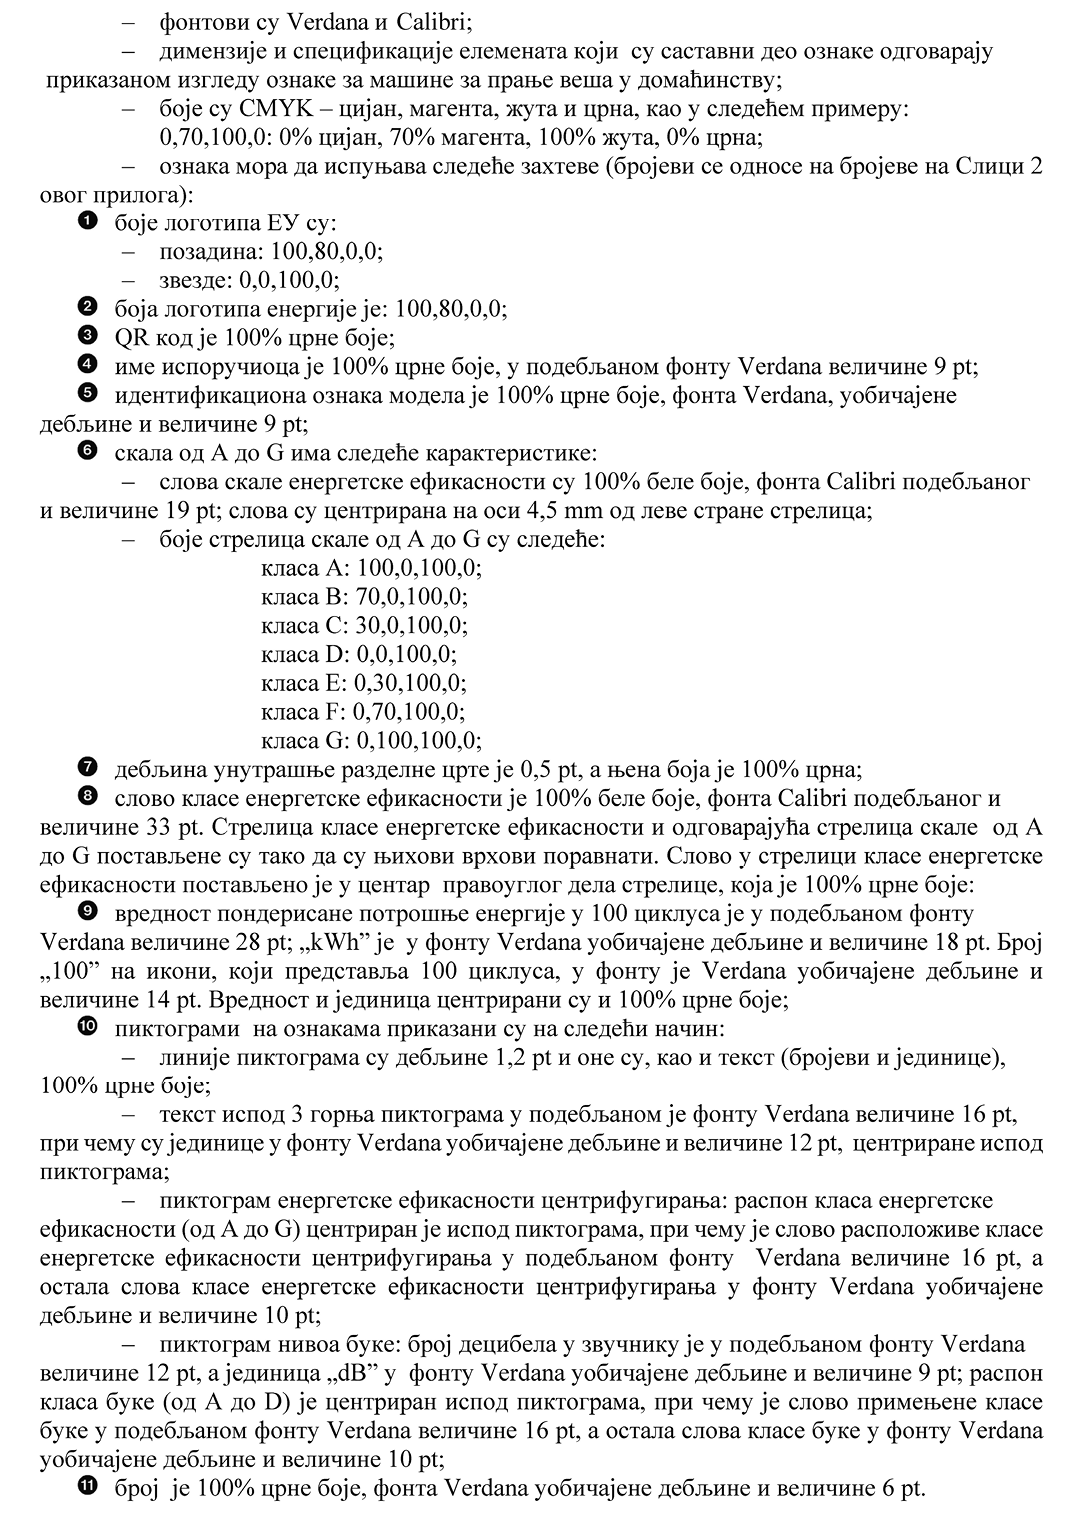 – фонтови су Verdana и Calibri;
– димензије и спецификације елемената који су саставни део ознаке одговарају
приказаном изгледу ознаке за машине за прање веша у домаћинству;
– боје су CMYK – цијан, магента, жута и црна, као у следећем примеру:
0,70,100,0: 0% цијан, 70% магента, 100% жута, 0% црна;
– ознака мора да испуњава следеће захтеве (бројеви се односе на бројеве на Слици 2
овог прилога):
❶ боје логотипа ЕУ су:
– позадина: 100,80,0,0;
– звезде: 0,0,100,0;
❷ боја логотипа енергије је: 100,80,0,0;
❸ QR код је 100% црне боје;
❹ име испоручиоца је 100% црне боје, у подебљаном фонту Verdana величине 9 pt;
❺ идентификациона ознака модела је 100% црне боје, фонта Verdana, уобичајене
дебљине и величине 9 pt;
❻ скала од A до G има следеће карактеристике:
– слова скале енергетске ефикасности су 100% беле боје, фонта Calibri подебљаног
и величине 19 pt; слова су центрирана на оси 4,5 mm од леве стране стрелица;
– боје стрелица скале од A до G су следеће:
класа A: 100,0,100,0;
класа B: 70,0,100,0;
класа C: 30,0,100,0;
класа D: 0,0,100,0;
класа E: 0,30,100,0;
класа F: 0,70,100,0;
класа G: 0,100,100,0;
❼ дебљина унутрашње разделне црте је 0,5 pt, а њена боја је 100% црна;
❽ слово класе енергетске ефикасности је 100% беле боје, фонта Calibri подебљаног и
величине 33 pt. Стрелица класе енергетске ефикасности и одговарајућа стрелица скале од A
до G постављене су тако да су њихови врхови поравнати. Слово у стрелици класе енергетске
ефикасности постављено је у центар правоуглог дела стрелице, која је 100% црне боје:
❾ вредност пондерисане потрошње енергије у 100 циклуса је у подебљаном фонту
Verdana величине 28 pt; „kWh” је у фонту Verdana уобичајене дебљине и величине 18 pt. Број
„100” на икони, који представља 100 циклуса, у фонту је Verdana уобичајене дебљине и
величине 14 pt. Вредност и јединица центрирани су и 100% црне боје;
❿ пиктограми на ознакама приказани су на следећи начин:
– линије пиктограма су дебљине 1,2 pt и оне су, као и текст (бројеви и јединице),
100% црне боје;
– текст испод 3 горња пиктограма у подебљаном је фонту Verdana величине 16 pt,
при чему су јединице у фонту Verdana уобичајене дебљине и величине 12 pt, центриране испод
пиктограма;
– пиктограм енергетске ефикасности центрифугирања: распон класа енергетске
ефикасности (од A до G) центриран је испод пиктограма, при чему је слово расположиве класе
енергетске ефикасности центрифугирања у подебљаном фонту Verdana величине 16 pt, а
остала слова класе енергетске ефикасности центрифугирања у фонту Verdana уобичајене
дебљине и величине 10 pt;
– пиктограм нивоа буке: број децибела у звучнику је у подебљаном фонту Verdana
величине 12 pt, а јединица „dB” у фонту Verdana уобичајене дебљине и величине 9 pt; распон
класа буке (од A до D) је центриран испод пиктограма, при чему је слово примењене класе
буке у подебљаном фонту Verdana величине 16 pt, а остала слова класе буке у фонту Verdana
уобичајене дебљине и величине 10 pt;
⓫ број је 100% црне боје, фонта Verdana уобичајене дебљине и величине 6 pt.